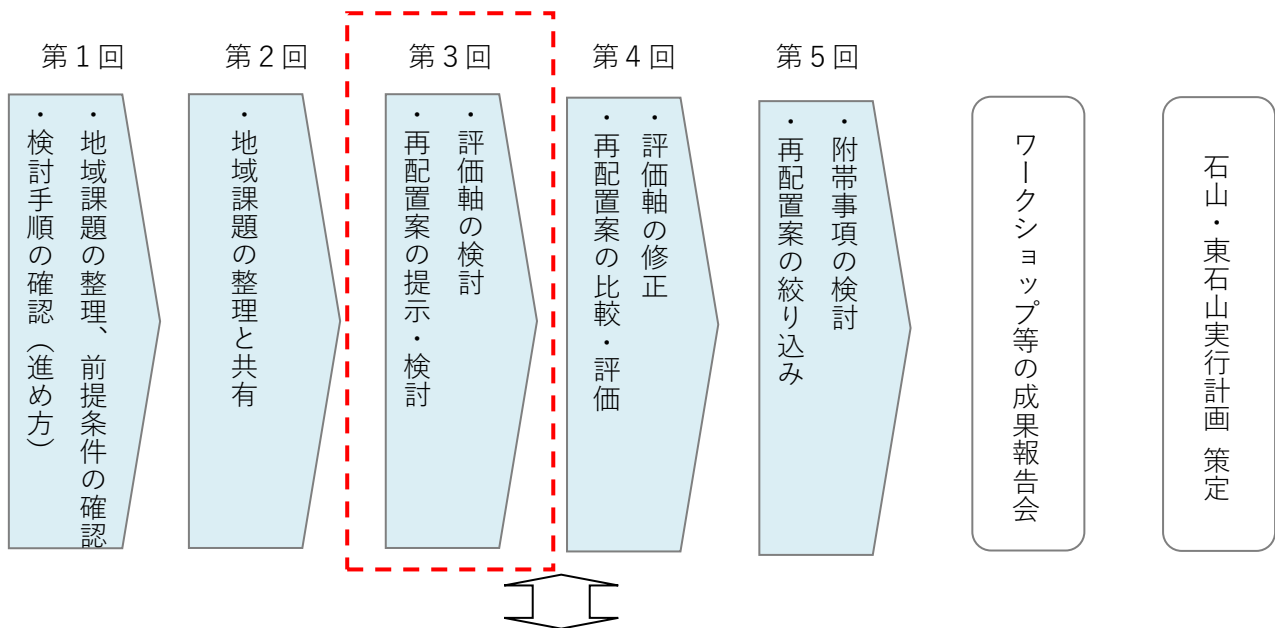 第１回
・地域課題の整理、前提条件の確認
・検討手順の確認（進め方）
第２回
・地域課題の整理と共有
第３回
・評価軸の検討
・再配置案の提示・検討
第４回
・評価軸の修正
・再配置案の比較・評価
第５回
・附帯事項の検討
・再配置案の絞り込み
ワークショップ等の成果報告会
石山・東石山実行計画 策定